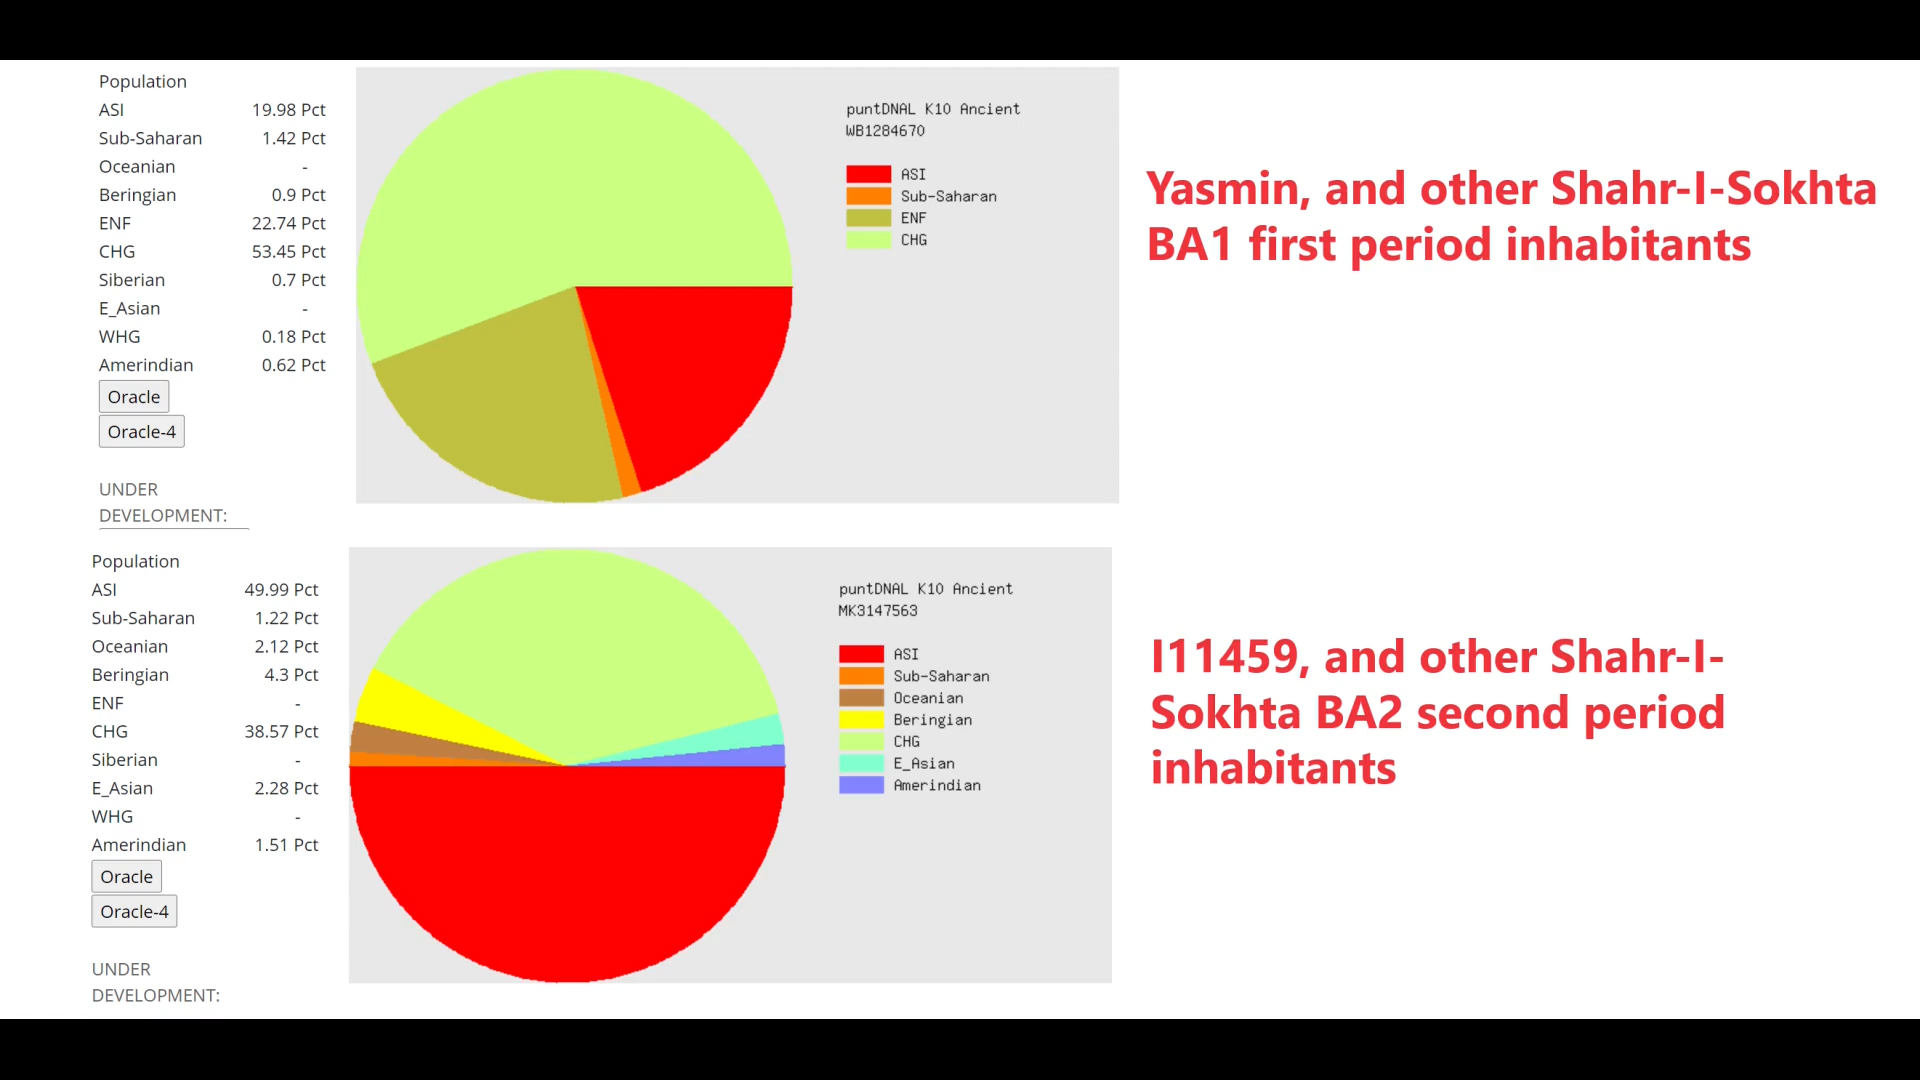 Population
ASI 19.98 Pct
Sub-Saharan 1.42 Pct
Oceanian -
Beringian 0.9 Pct
ENF 22.74 Pct
CHG 53.45 Pct
Siberian 0.7 Pct
E_Asian -
WHG 0.18 Pct
Amerindian 0.62 Pct
Oracle
Oracle-4
UNDER
DEVELOPMENT:
puntDNAL K10 Ancient
WB1284670
ASI
Sub-Saharan
ENF
CHG
Yasmin, and other Shahr-I-Sokhta
BA1 first period inhabitants
Population
ASI 49.99 Pct
Sub-Saharan 1.22 Pct
Oceanian 2.12 Pct
Beringian 4.3 Pct
ENF -
CHG 38.57 Pct
Siberian -
E_Asian 2.28 Pct
WHG -
Amerindian 1.51 Pct
Oracle
Oracle-4
UNDER
DEVELOPMENT:
puntDNAL K10 Ancient
MK3147563
ASI
Sub-Saharan
Oceanian
Beringian
CHG
E_Asian
Amerindian
I11459, and other Shahr-I-
Sokhta BA2 second period
inhabitants